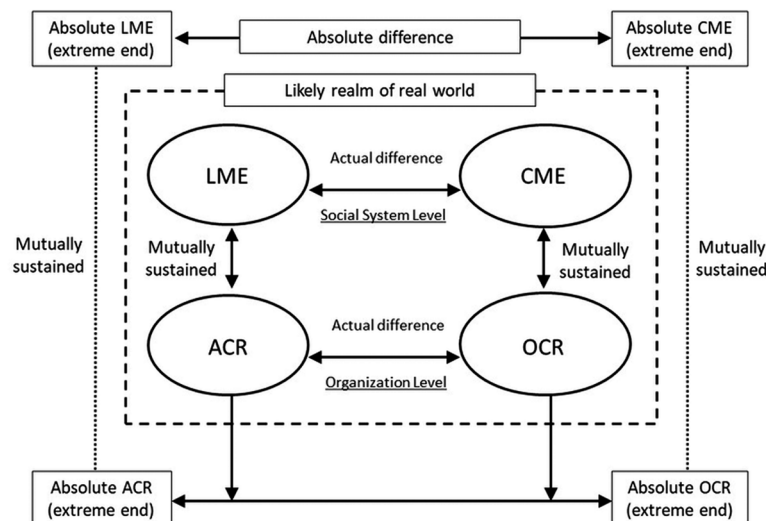 Absolute LME
(extreme end)
Absolute difference
Absolute CME
(extreme end)
Likely realm of real world
LME
Actual difference
CME
Social System Level
Mutually
sustained
Mutually
sustained
Mutually
sustained
Mutually
sustained
ACR
Actual difference
OCR
Organization Level
Absolute ACR
(extreme end)
Absolute OCR
(extreme end)